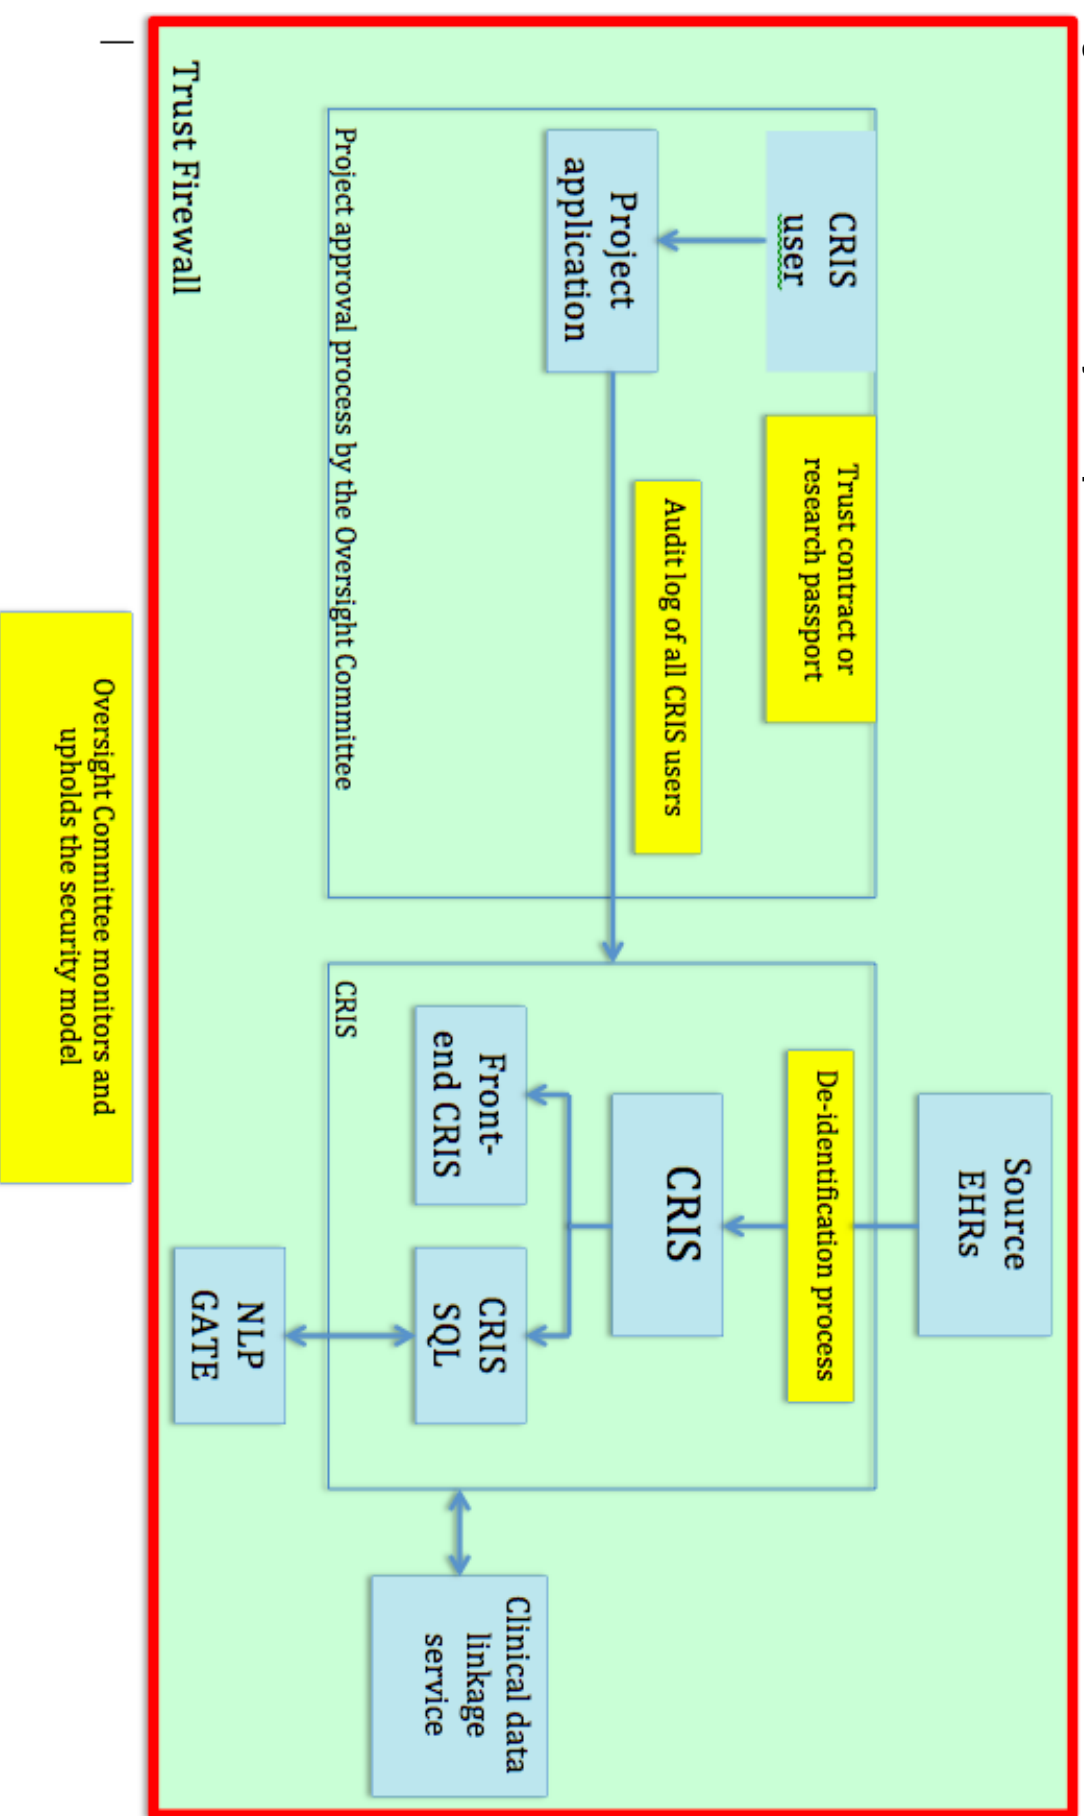 Source
EHRs
CRIS
user
Trust contract or
research passport
De-identification process
Project
application
Audit log of all CRIS users
CRIS
Front-
end CRIS
CRIS
SQL
Project approval process by the Oversight Committee
CRIS
Clinical data
linkage
service
NLP
GATE
Trust Firewall
Oversight Committee monitors and
upholds the security model